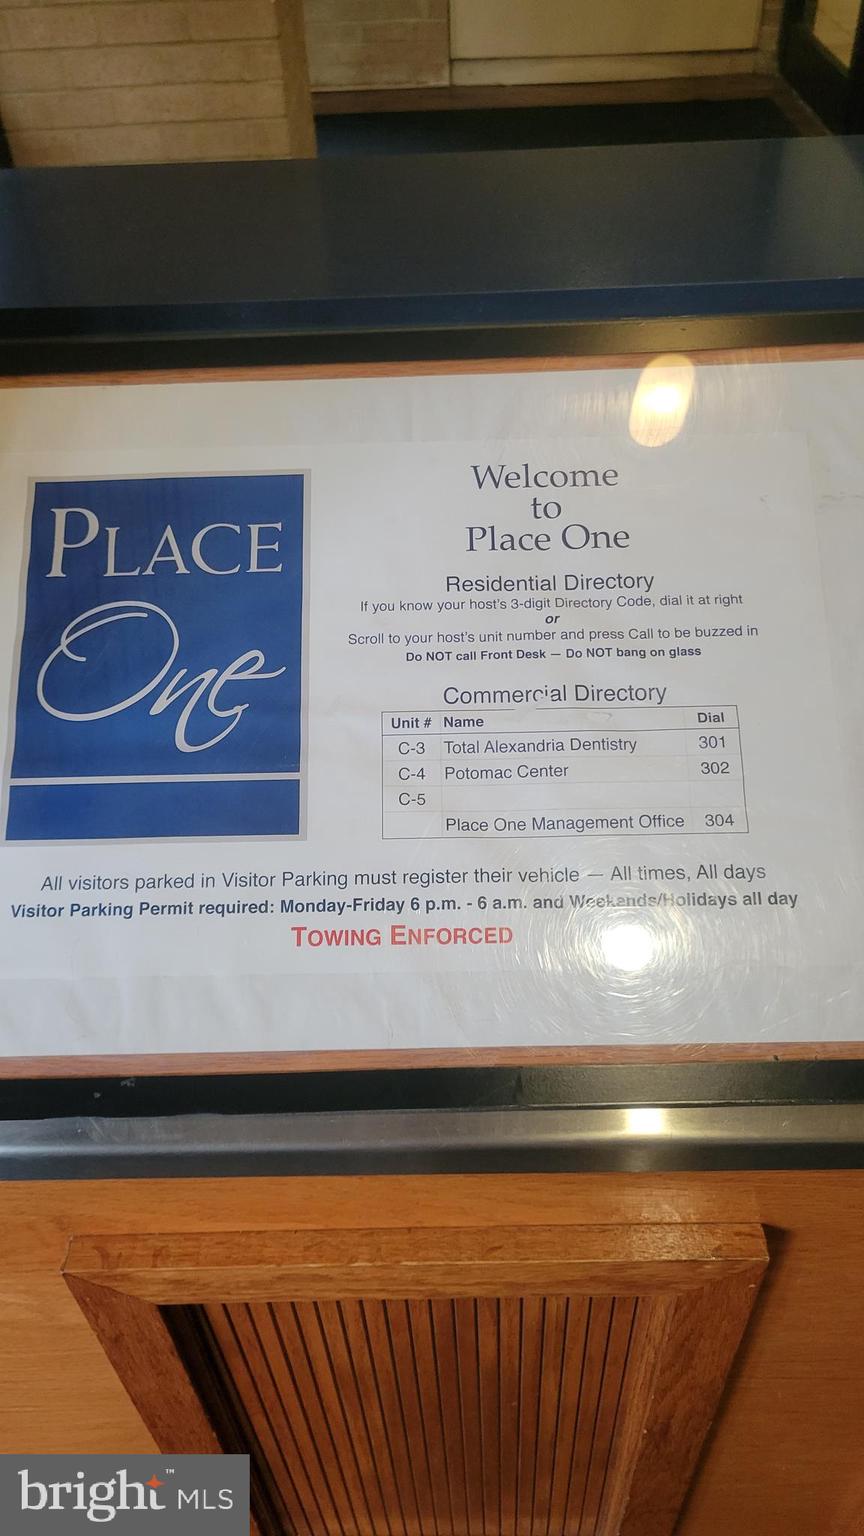 PLACE
One
Welcome
to
Place One
Residential Directory
If you know your host's 3-digit Directory Code, dial it at right
or
Scroll to your host's unit number and press Call to be buzzed in
Do NOT call Front Desk — Do NOT bang on glass
Commercial Directory
Unit # Name Dial
C-3 Total Alexandria Dentistry 301
C-4 Potomac Center 302
C-5
Place One Management Office 304
All visitors parked in Visitor Parking must register their vehicle — All times, All days
Visitor Parking Permit required: Monday-Friday 6 p.m. - 6 a.m. and Weekends/Holidays all day
TOWING ENFORCED
bright™ MLS